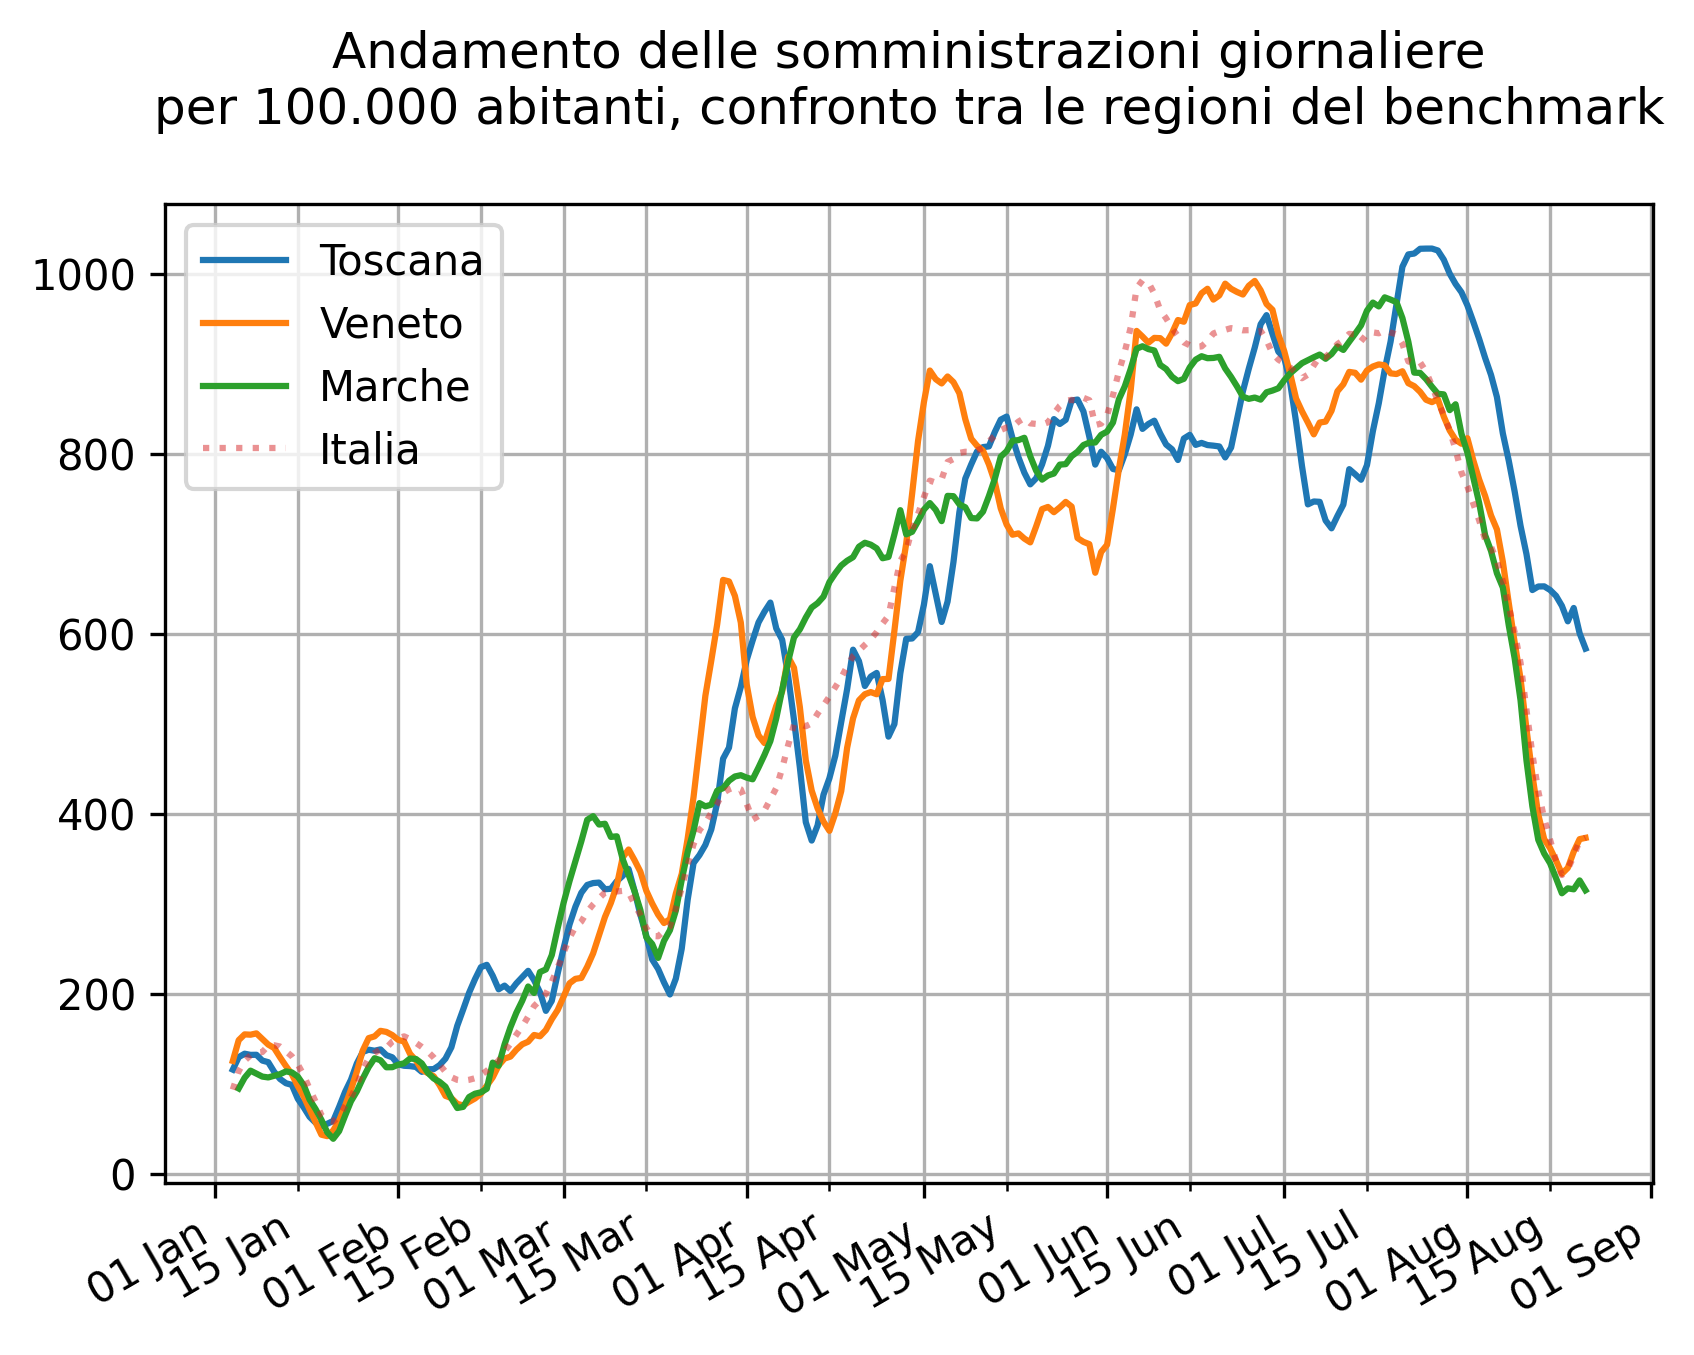 Andamento delle somministrazioni giornaliere
per 100.000 abitanti, confronto tra le regioni del benchmark
Toscana
Veneto
Marche
Italia
1000
800
600
400
200
0
01 Jan
15 Jan
01 Feb
15 Feb
01 Mar
15 Mar
01 Apr
15 Apr
01 May
15 May
01 Jun
15 Jun
01 Jul
15 Jul
01 Aug
15 Aug
01 Sep